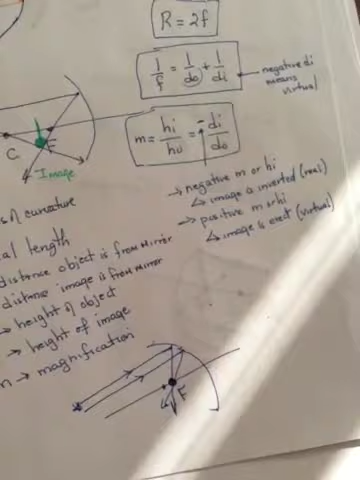 R = 2f
1/f = 1/do + 1/di
negative di
means
virtual
m = hi/ho = -di/do
C F
Image
→ negative m or hi
↳ image is inverted (real)
→ positive m or hi
↳ image is erect (virtual)
of curvature
length
distance object is from Mirror
distance image is from Mirror
→ height of object
→ height of image
→ magnification
F